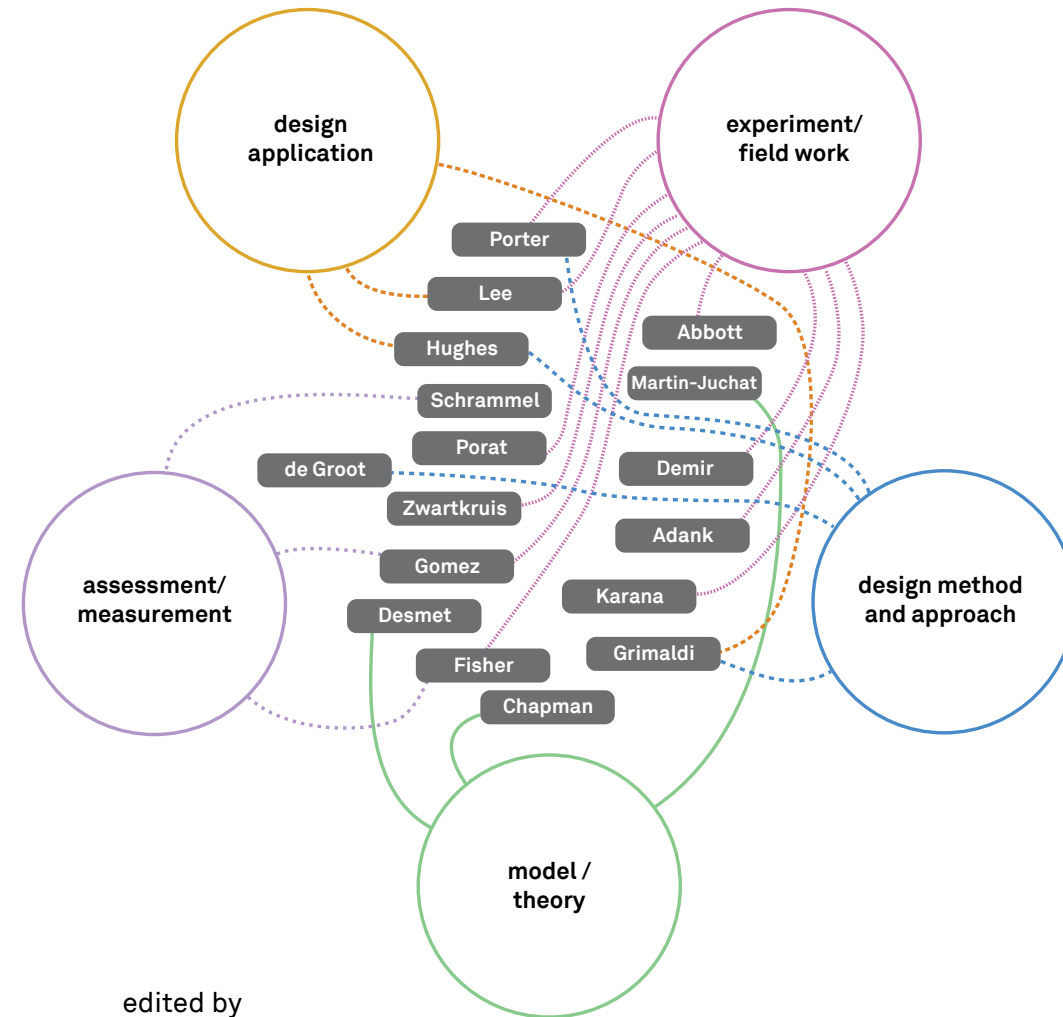 design
application
experiment/
field work
Porter
Lee
Abbott
Hughes
Martin-Juchat
Schrammel
Porat
de Groot
Demir
Zwartkruis
Adank
Gomez
assessment/
measurement
Karana
design method
and approach
Desmet
Fisher
Grimaldi
Chapman
model /
theory
edited by